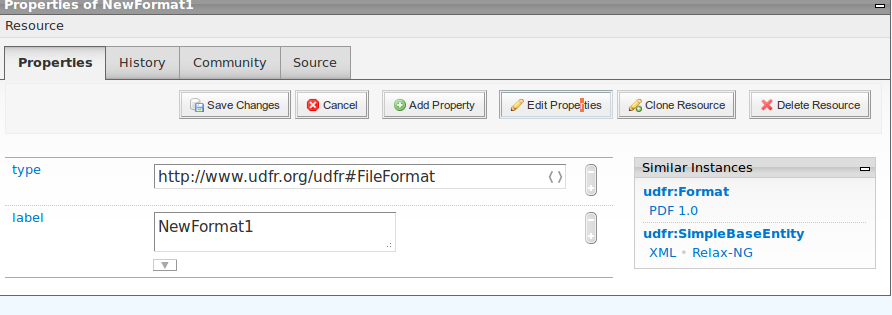 Properties of NewFormat1
Resource
Properties History Community Source
Save Changes Cancel Add Property Edit Properties Clone Resource Delete Resource
type http://www.udfr.org/udfr#FileFormat
label NewFormat1
Similar Instances
udfr:Format
PDF 1.0
udfr:SimpleBaseEntity
XML • Relax-NG